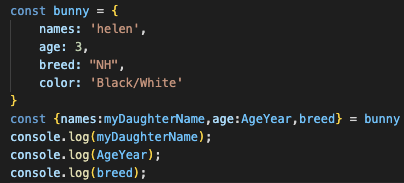 const bunny = {
    names: 'helen',
    age: 3,
    breed: "NH",
    color: 'Black/White'
}
const {names:myDaughterName,age:AgeYear,breed} = bunny
console.log(myDaughterName);
console.log(AgeYear);
console.log(breed);